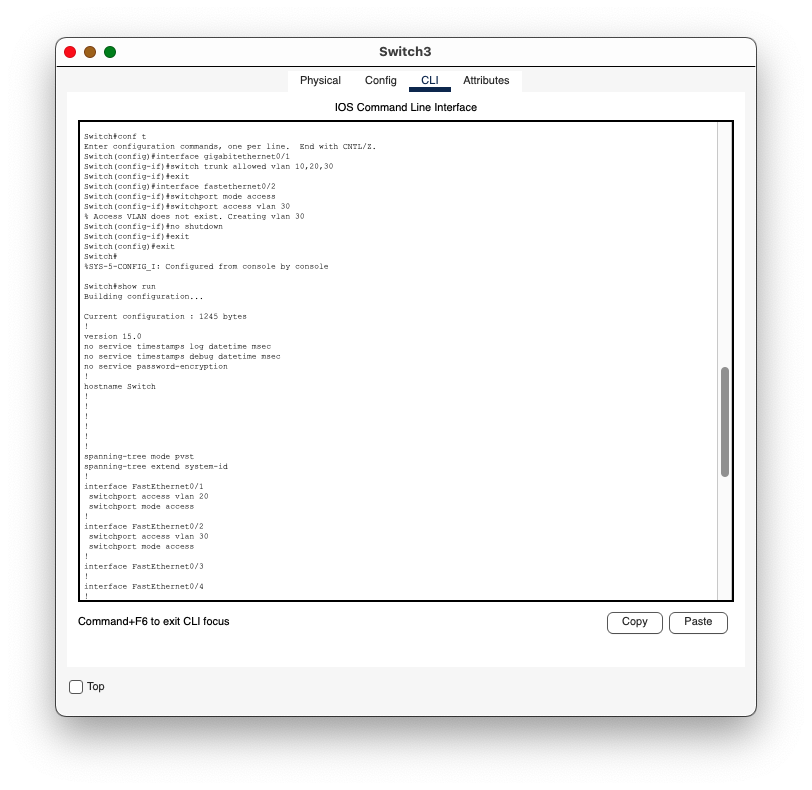 Switch3
Physical Config CLI Attributes
IOS Command Line Interface
Switch#conf t
Enter configuration commands, one per line.  End with CNTL/Z.
Switch(config)#interface gigabitethernet0/1
Switch(config-if)#switch trunk allowed vlan 10,20,30
Switch(config-if)#exit
Switch(config)#interface fastethernet0/2
Switch(config-if)#switchport mode access
Switch(config-if)#switchport access vlan 30
% Access VLAN does not exist. Creating vlan 30
Switch(config-if)#no shutdown
Switch(config-if)#exit
Switch(config)#exit
Switch#
%SYS-5-CONFIG_I: Configured from console by console
Switch#show run
Building configuration...
Current configuration : 1245 bytes
!
version 15.0
no service timestamps log datetime msec
no service timestamps debug datetime msec
no service password-encryption
!
hostname Switch
!
!
!
!
!
!
spanning-tree mode pvst
spanning-tree extend system-id
!
interface FastEthernet0/1
 switchport access vlan 20
 switchport mode access
!
interface FastEthernet0/2
 switchport access vlan 30
 switchport mode access
!
interface FastEthernet0/3
!
interface FastEthernet0/4
!
Command+F6 to exit CLI focus
Copy Paste
Top